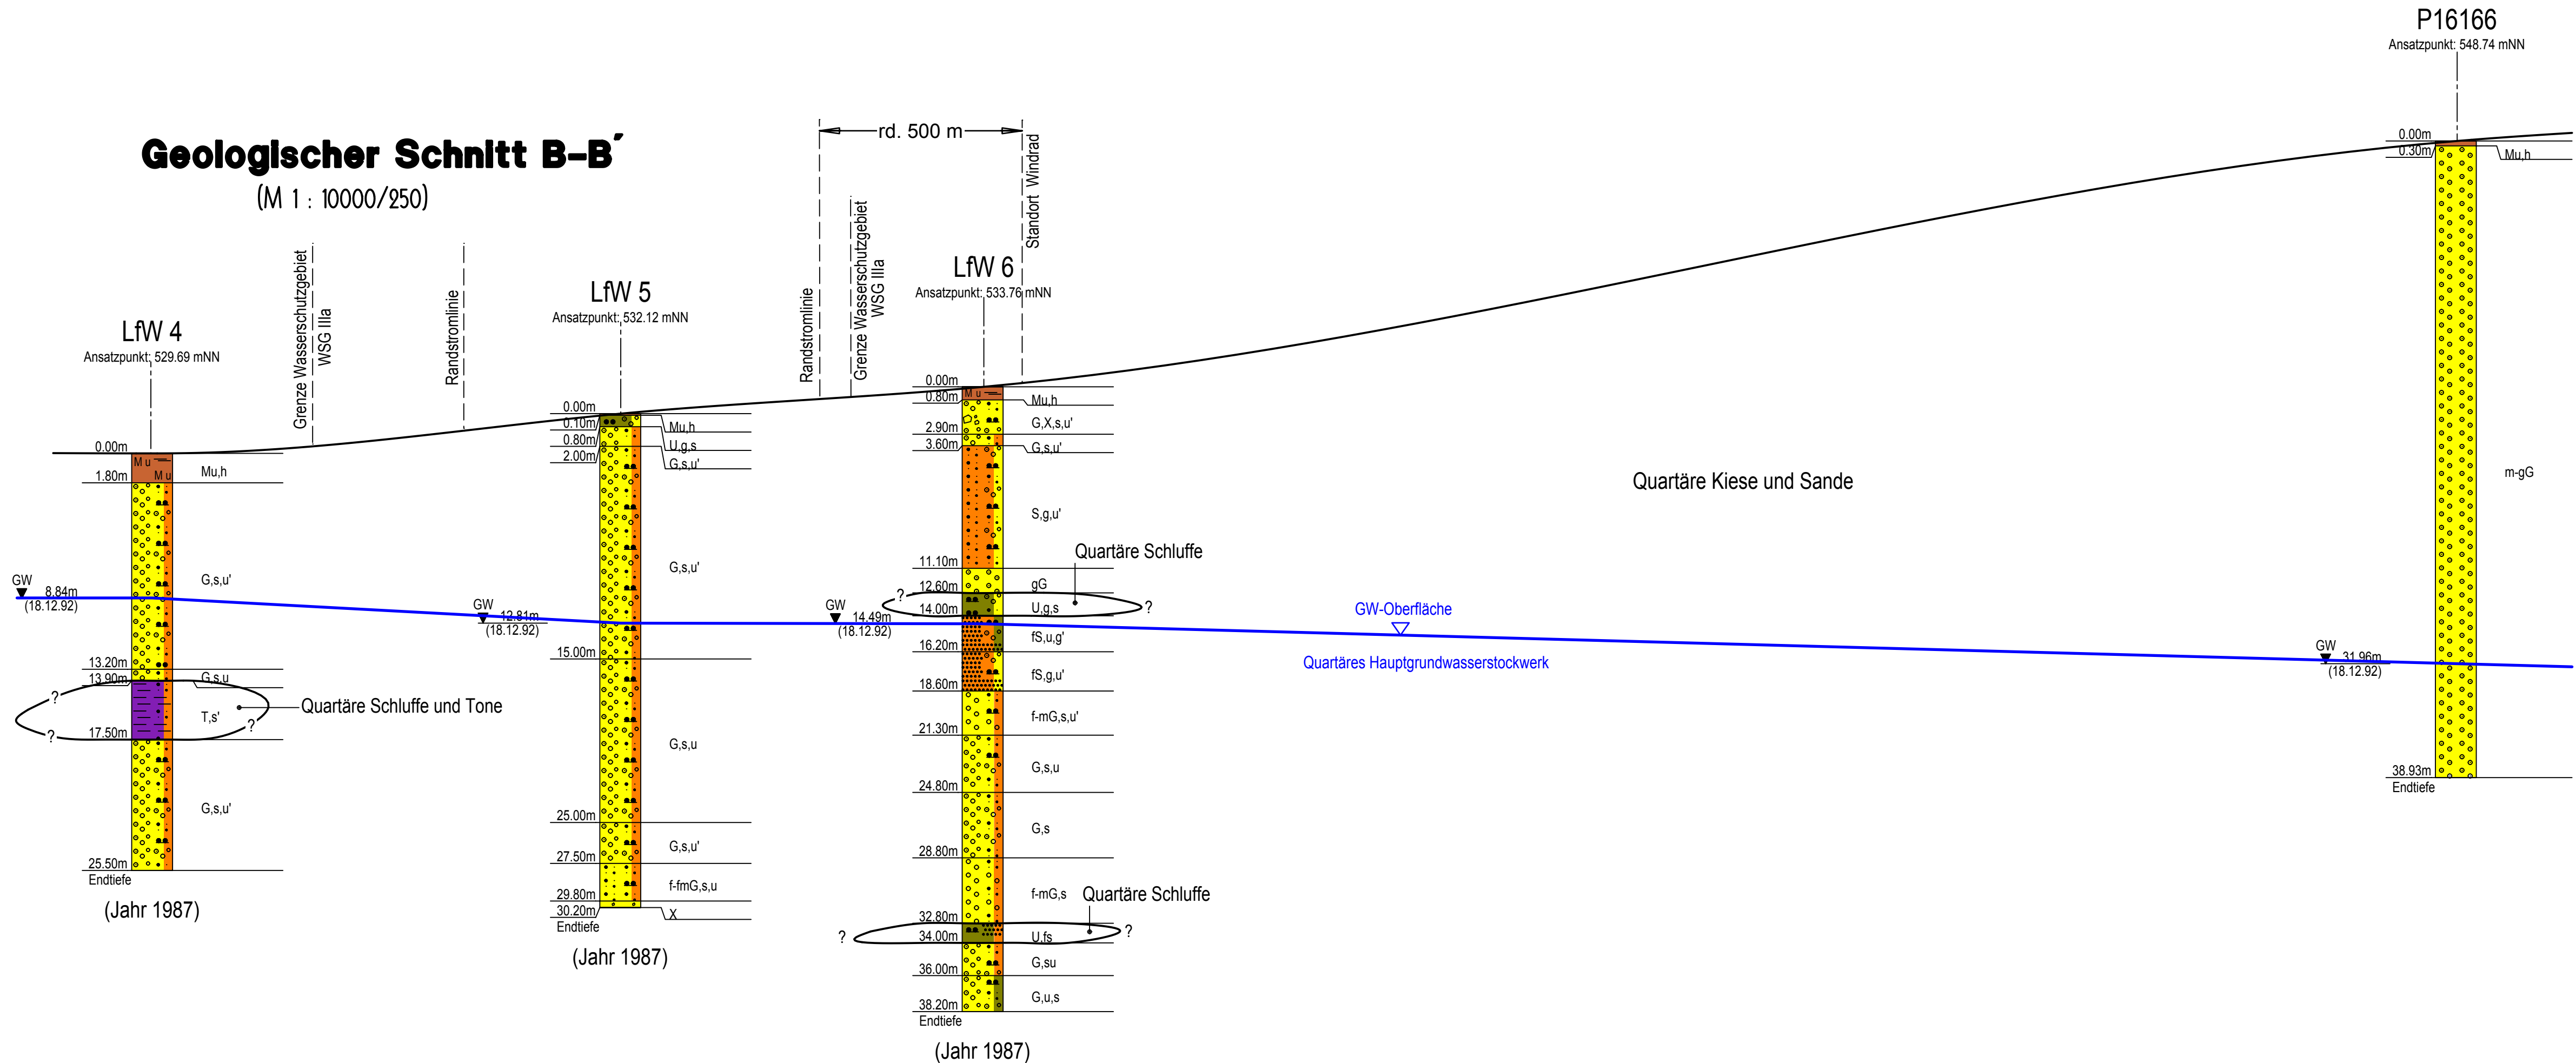 Geologischer Schnitt B-B´
(M 1 : 10000/250)
LfW 4
Ansatzpunkt: 529.69 mNN
0.00m
Mu
Mu
Mu,h
1.80m
G,s,u'
GW
8.84m
(18.12.92)
13.20m
G,s,u
13.90m
T,s'
?
?
?
Quartäre Schluffe und Tone
17.50m
G,s,u'
25.50m
Endtiefe
(Jahr 1987)
Grenze Wasserschutzgebiet
WSG IIIa
Randstromlinie
LfW 5
Ansatzpunkt: 532.12 mNN
0.00m
0.10m
Mu,h
0.80m
U,g,s
2.00m
G,s,u'
G,s,u'
GW
12.81m
(18.12.92)
15.00m
G,s,u
25.00m
G,s,u'
27.50m
f-fmG,s,u
29.80m
30.20m
X
Endtiefe
(Jahr 1987)
rd. 500 m
Randstromlinie
Grenze Wasserschutzgebiet
WSG IIIa
Standort Windrad
LfW 6
Ansatzpunkt: 533.76 mNN
0.00m
Mu
0.80m
Mu,h
G,X,s,u'
2.90m
3.60m
G,s,u'
S,g,u'
11.10m
gG
Quartäre Schluffe
12.60m
?
U,g,s
?
14.00m
GW
14.49m
(18.12.92)
fS,u,g'
16.20m
fS,g,u'
18.60m
f-mG,s,u'
21.30m
G,s,u
24.80m
G,s
28.80m
f-mG,s
Quartäre Schluffe
32.80m
?
U,fs
?
34.00m
G,su
36.00m
G,u,s
38.20m
Endtiefe
(Jahr 1987)
Quartäre Kiese und Sande
GW-Oberfläche
Quartäres Hauptgrundwasserstockwerk
P16166
Ansatzpunkt: 548.74 mNN
0.00m
0.30m
Mu,h
m-gG
GW
31.96m
(18.12.92)
38.93m
Endtiefe